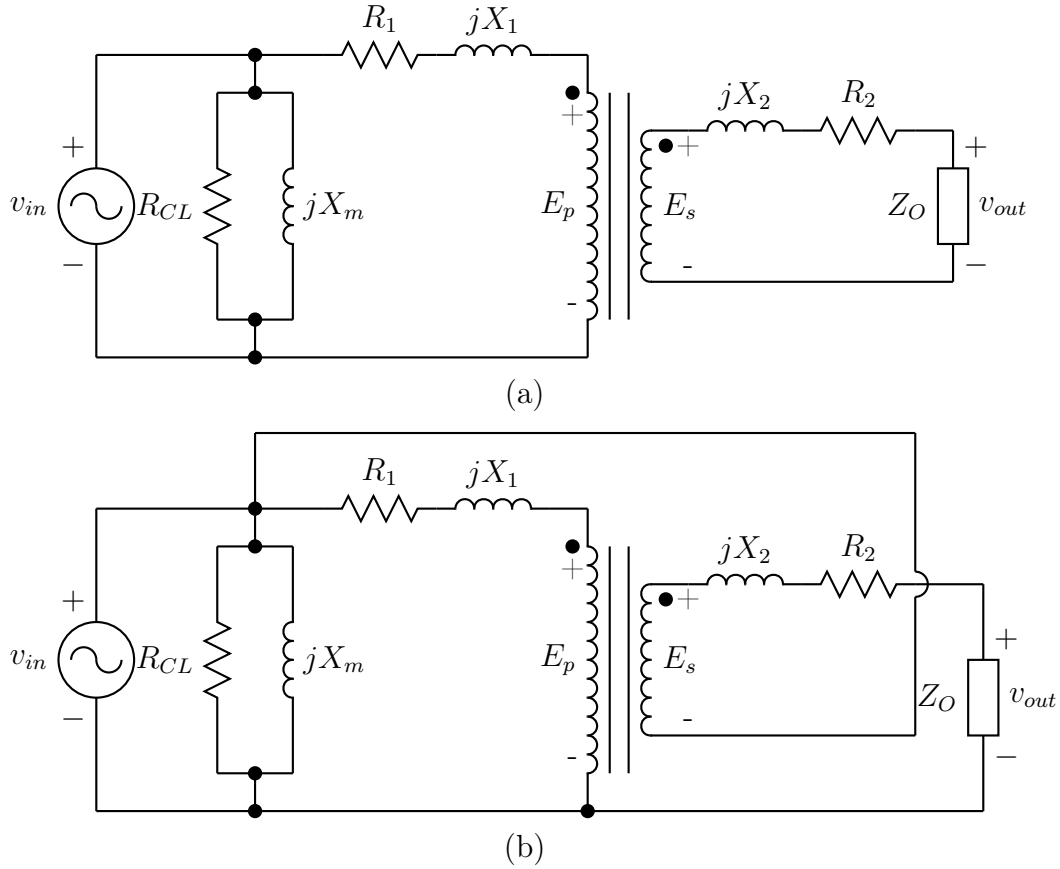 R1 jX1
+ jX2 R2
+ + + +
vin RCL jXm Ep Es ZO vout
− - - −
(a)
R1 jX1
+ jX2 R2
+ + +
vin RCL jXm Ep Es ZO vout
− - - −
(b)